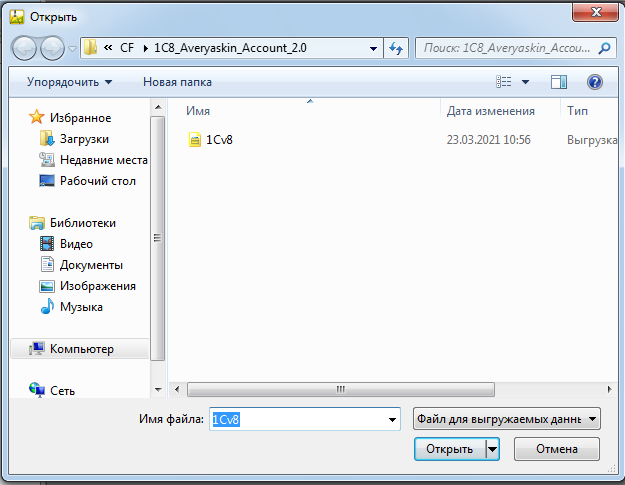 Открыть
CF 1C8_Averyaskin_Account_2.0 Поиск: 1C8_Averyaskin_Accou...
Упорядочить Новая папка
Имя Дата изменения Тип
Избранное
Загрузки
Недавние места
Рабочий стол
Библиотеки
Видео
Документы
Изображения
Музыка
Компьютер
Сеть
1Cv8 23.03.2021 10:56 Выгрузка
Имя файла: 1Cv8 Файл для выгружаемых даннь
Открыть Отмена